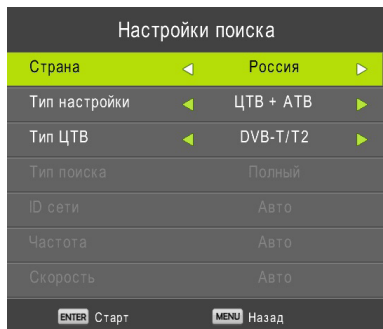 Настройки поиска
Страна Россия
Тип настройки ЦТВ + АТВ
Тип ЦТВ DVB-T/T2
Тип поиска Полный
ID сети Авто
Частота Авто
Скорость Авто
ENTER Старт MENU Назад